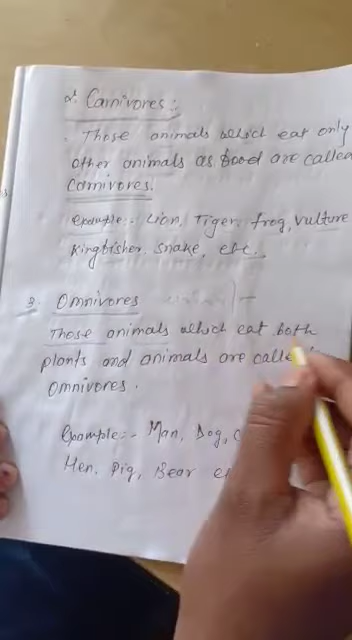 2. Carnivores :-
Those animals which eat only
other animals as food are called
Carnivores.
Example:- Lion, Tiger, frog, vulture
Kingfisher, snake, etc.
3. Omnivores
Those animals which eat both
plants and animals are called
Omnivores.
Example:- Man, Dog,
Hen, Pig, Bear